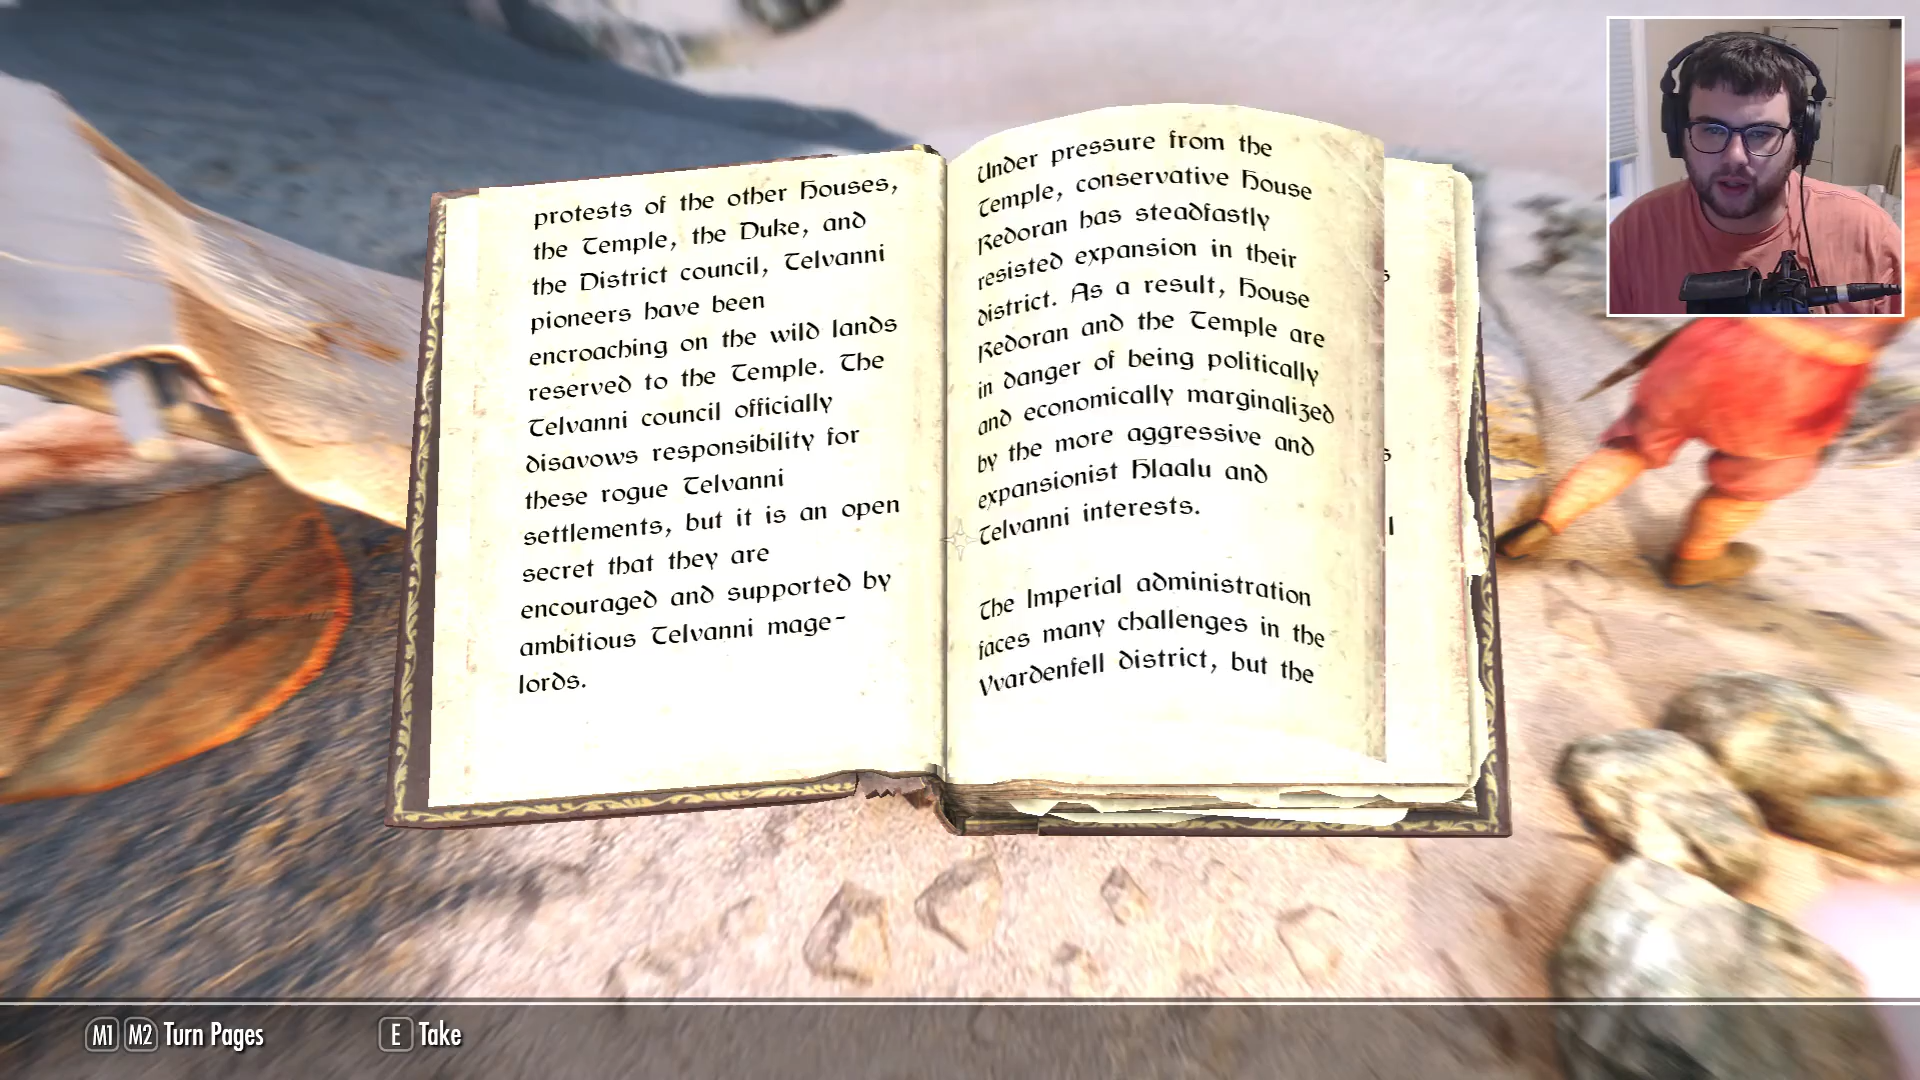 protests of the other Houses,
the Temple, the Duke, and
the District council, Telvanni
pioneers have been
encroaching on the wild lands
reserved to the Temple. The
Telvanni council officially
disavows responsibility for
these rogue Telvanni
settlements, but it is an open
secret that they are
encouraged and supported by
ambitious Telvanni mage-
lords.
Under pressure from the
Temple, conservative House
Redoran has steadfastly
resisted expansion in their
district. As a result, House
Redoran and the Temple are
in danger of being politically
and economically marginalized
by the more aggressive and
expansionist Hlaalu and
Telvanni interests.
The Imperial administration
faces many challenges in the
Vvardenfell district, but the
M1 M2 Turn Pages
E Take